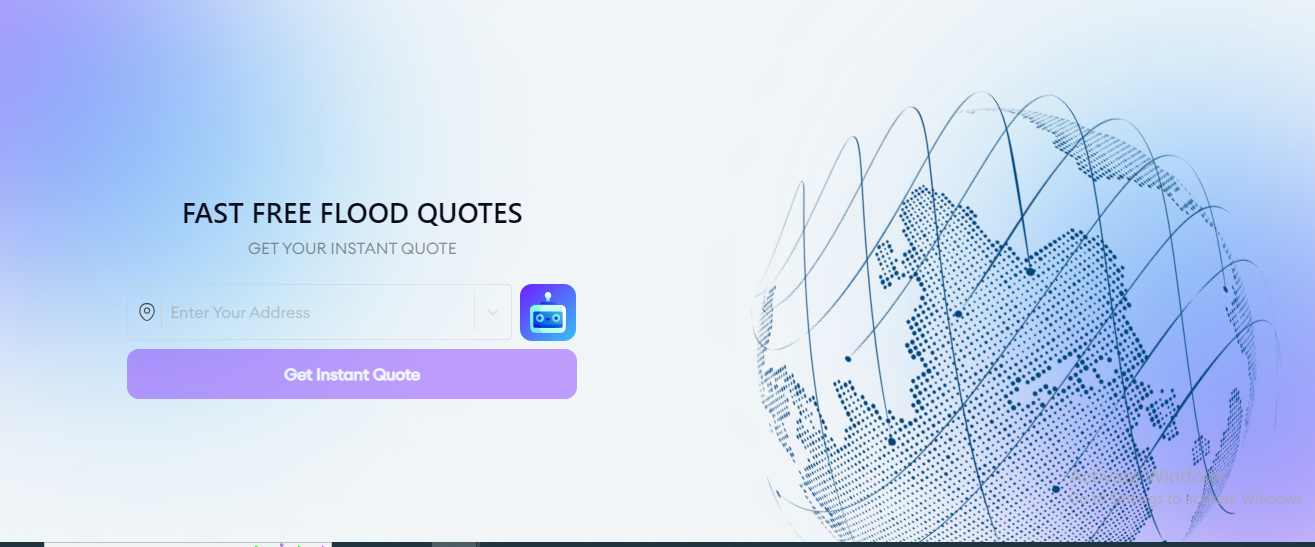 FAST FREE FLOOD QUOTES
GET YOUR INSTANT QUOTE
Enter Your Address
Get Instant Quote
Activate Windows
Go to Settings to activate Windows.